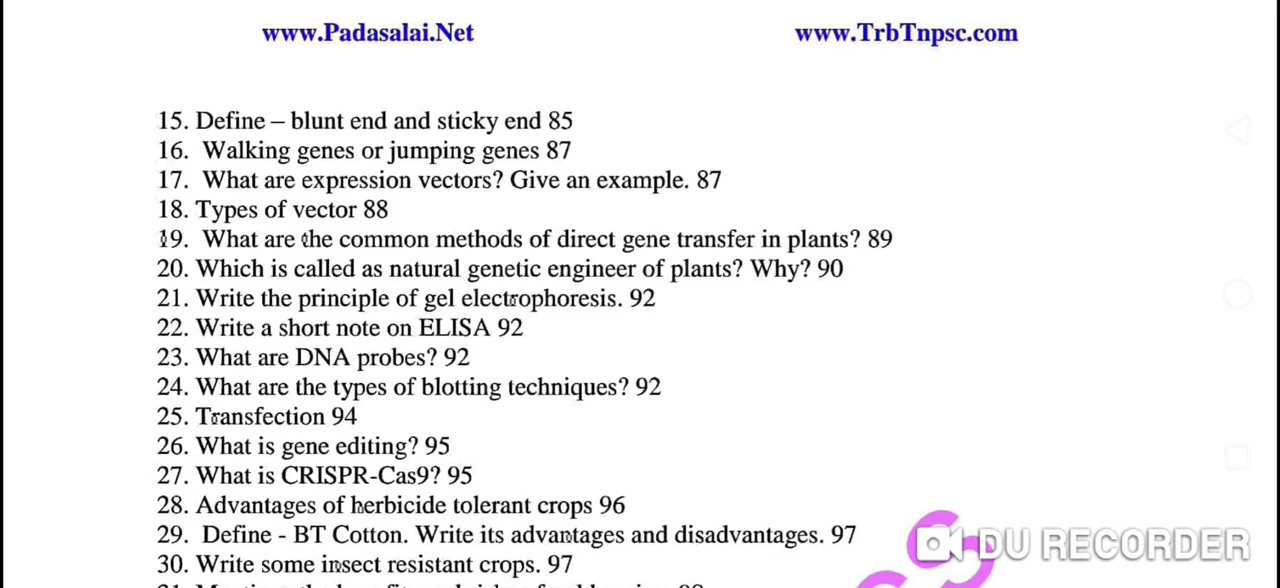 www.Padasalai.Net www.TrbTnpsc.com
15. Define – blunt end and sticky end 85
16. Walking genes or jumping genes 87
17. What are expression vectors? Give an example. 87
18. Types of vector 88
19. What are the common methods of direct gene transfer in plants? 89
20. Which is called as natural genetic engineer of plants? Why? 90
21. Write the principle of gel electrophoresis. 92
22. Write a short note on ELISA 92
23. What are DNA probes? 92
24. What are the types of blotting techniques? 92
25. Transfection 94
26. What is gene editing? 95
27. What is CRISPR-Cas9? 95
28. Advantages of herbicide tolerant crops 96
29. Define - BT Cotton. Write its advantages and disadvantages. 97
DU RECORDER
30. Write some insect resistant crops. 97